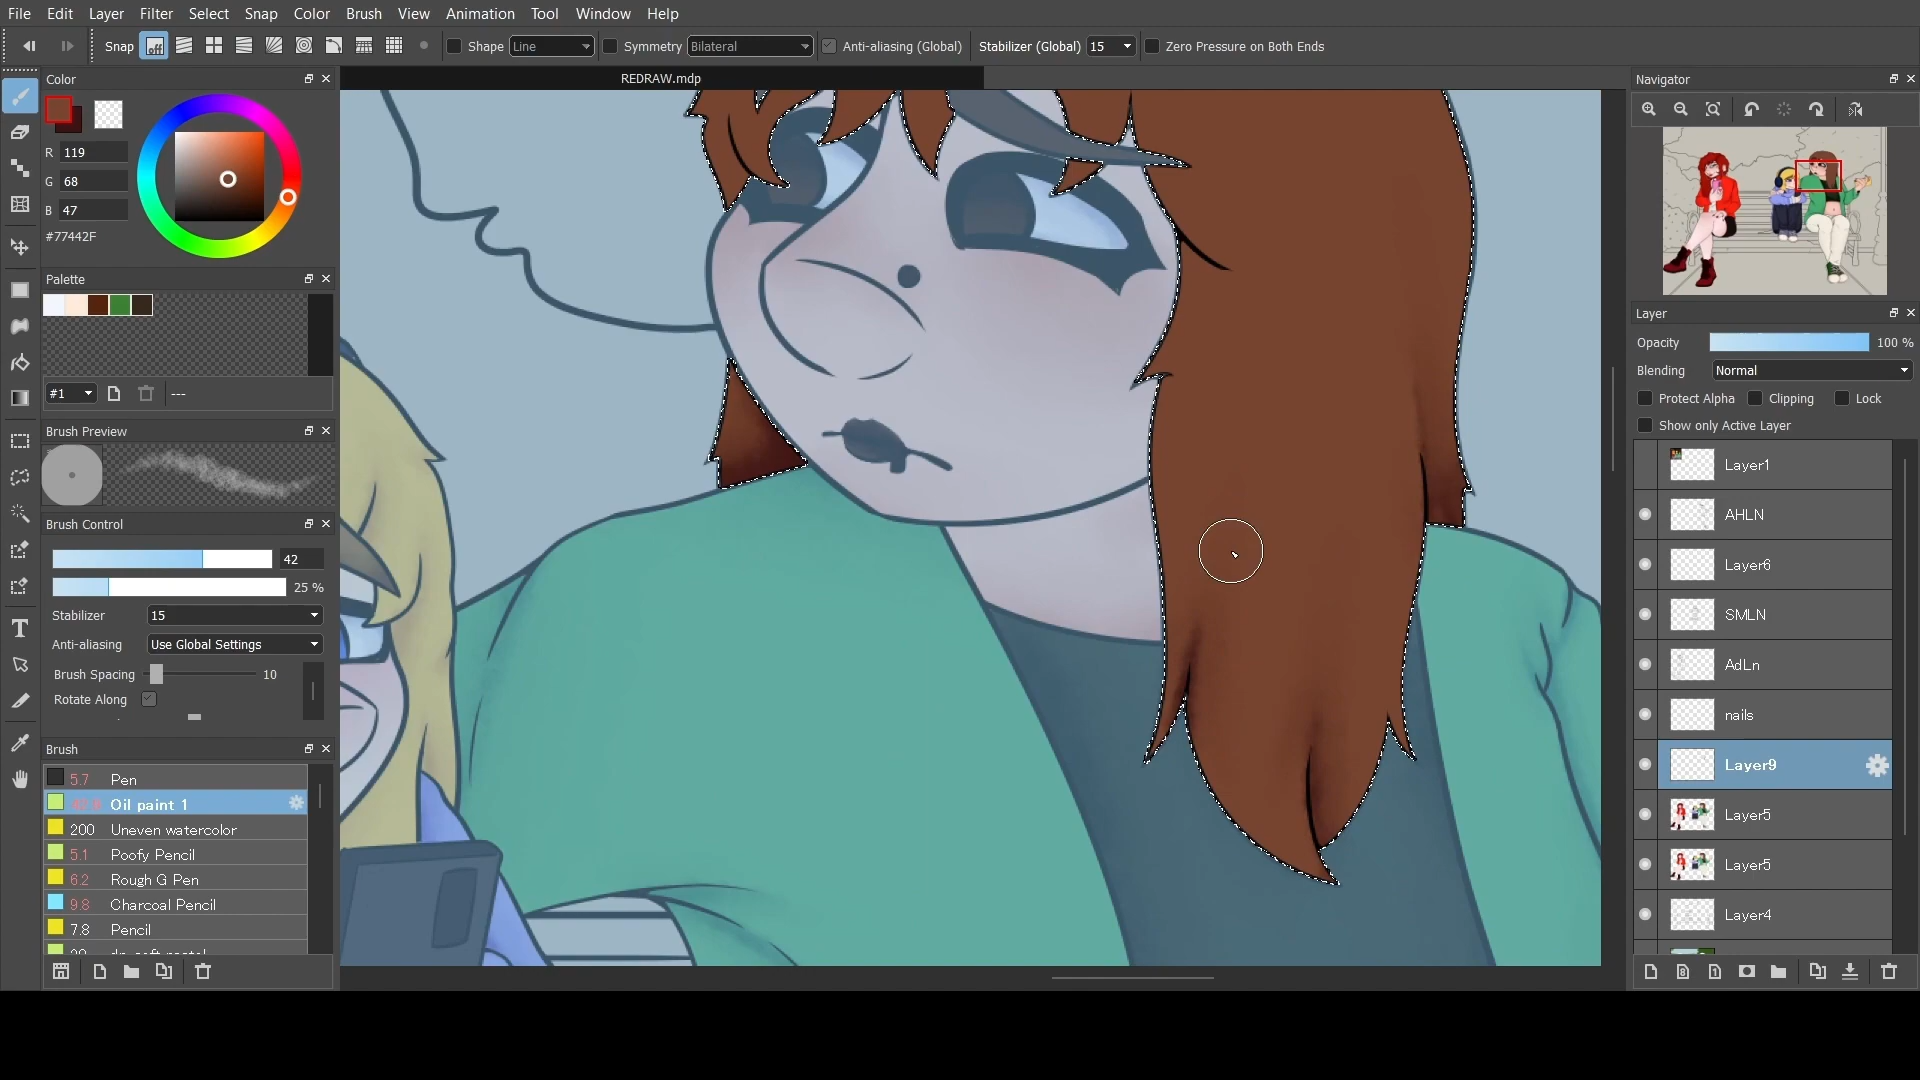 File Edit Layer Filter Select Snap Color Brush View Animation Tool Window Help
Snap off Shape Line Symmetry Bilateral Anti-aliasing (Global) Stabilizer (Global) 15 Zero Pressure on Both Ends
Color
R 119
G 68
B 47
#77442F
Palette
#1 ---
Brush Preview
Brush Control
42
25 %
Stabilizer 15
Anti-aliasing Use Global Settings
Brush Spacing 10
Rotate Along
Brush
5.7 Pen
Oil paint 1
200 Uneven watercolor
5.1 Poofy Pencil
6.2 Rough G Pen
9.8 Charcoal Pencil
7.8 Pencil
REDRAW.mdp
Navigator
Layer
Opacity 100 %
Blending Normal
Protect Alpha Clipping Lock
Show only Active Layer
Layer1
AHLN
Layer6
SMLN
AdLn
nails
Layer9
Layer5
Layer5
Layer4